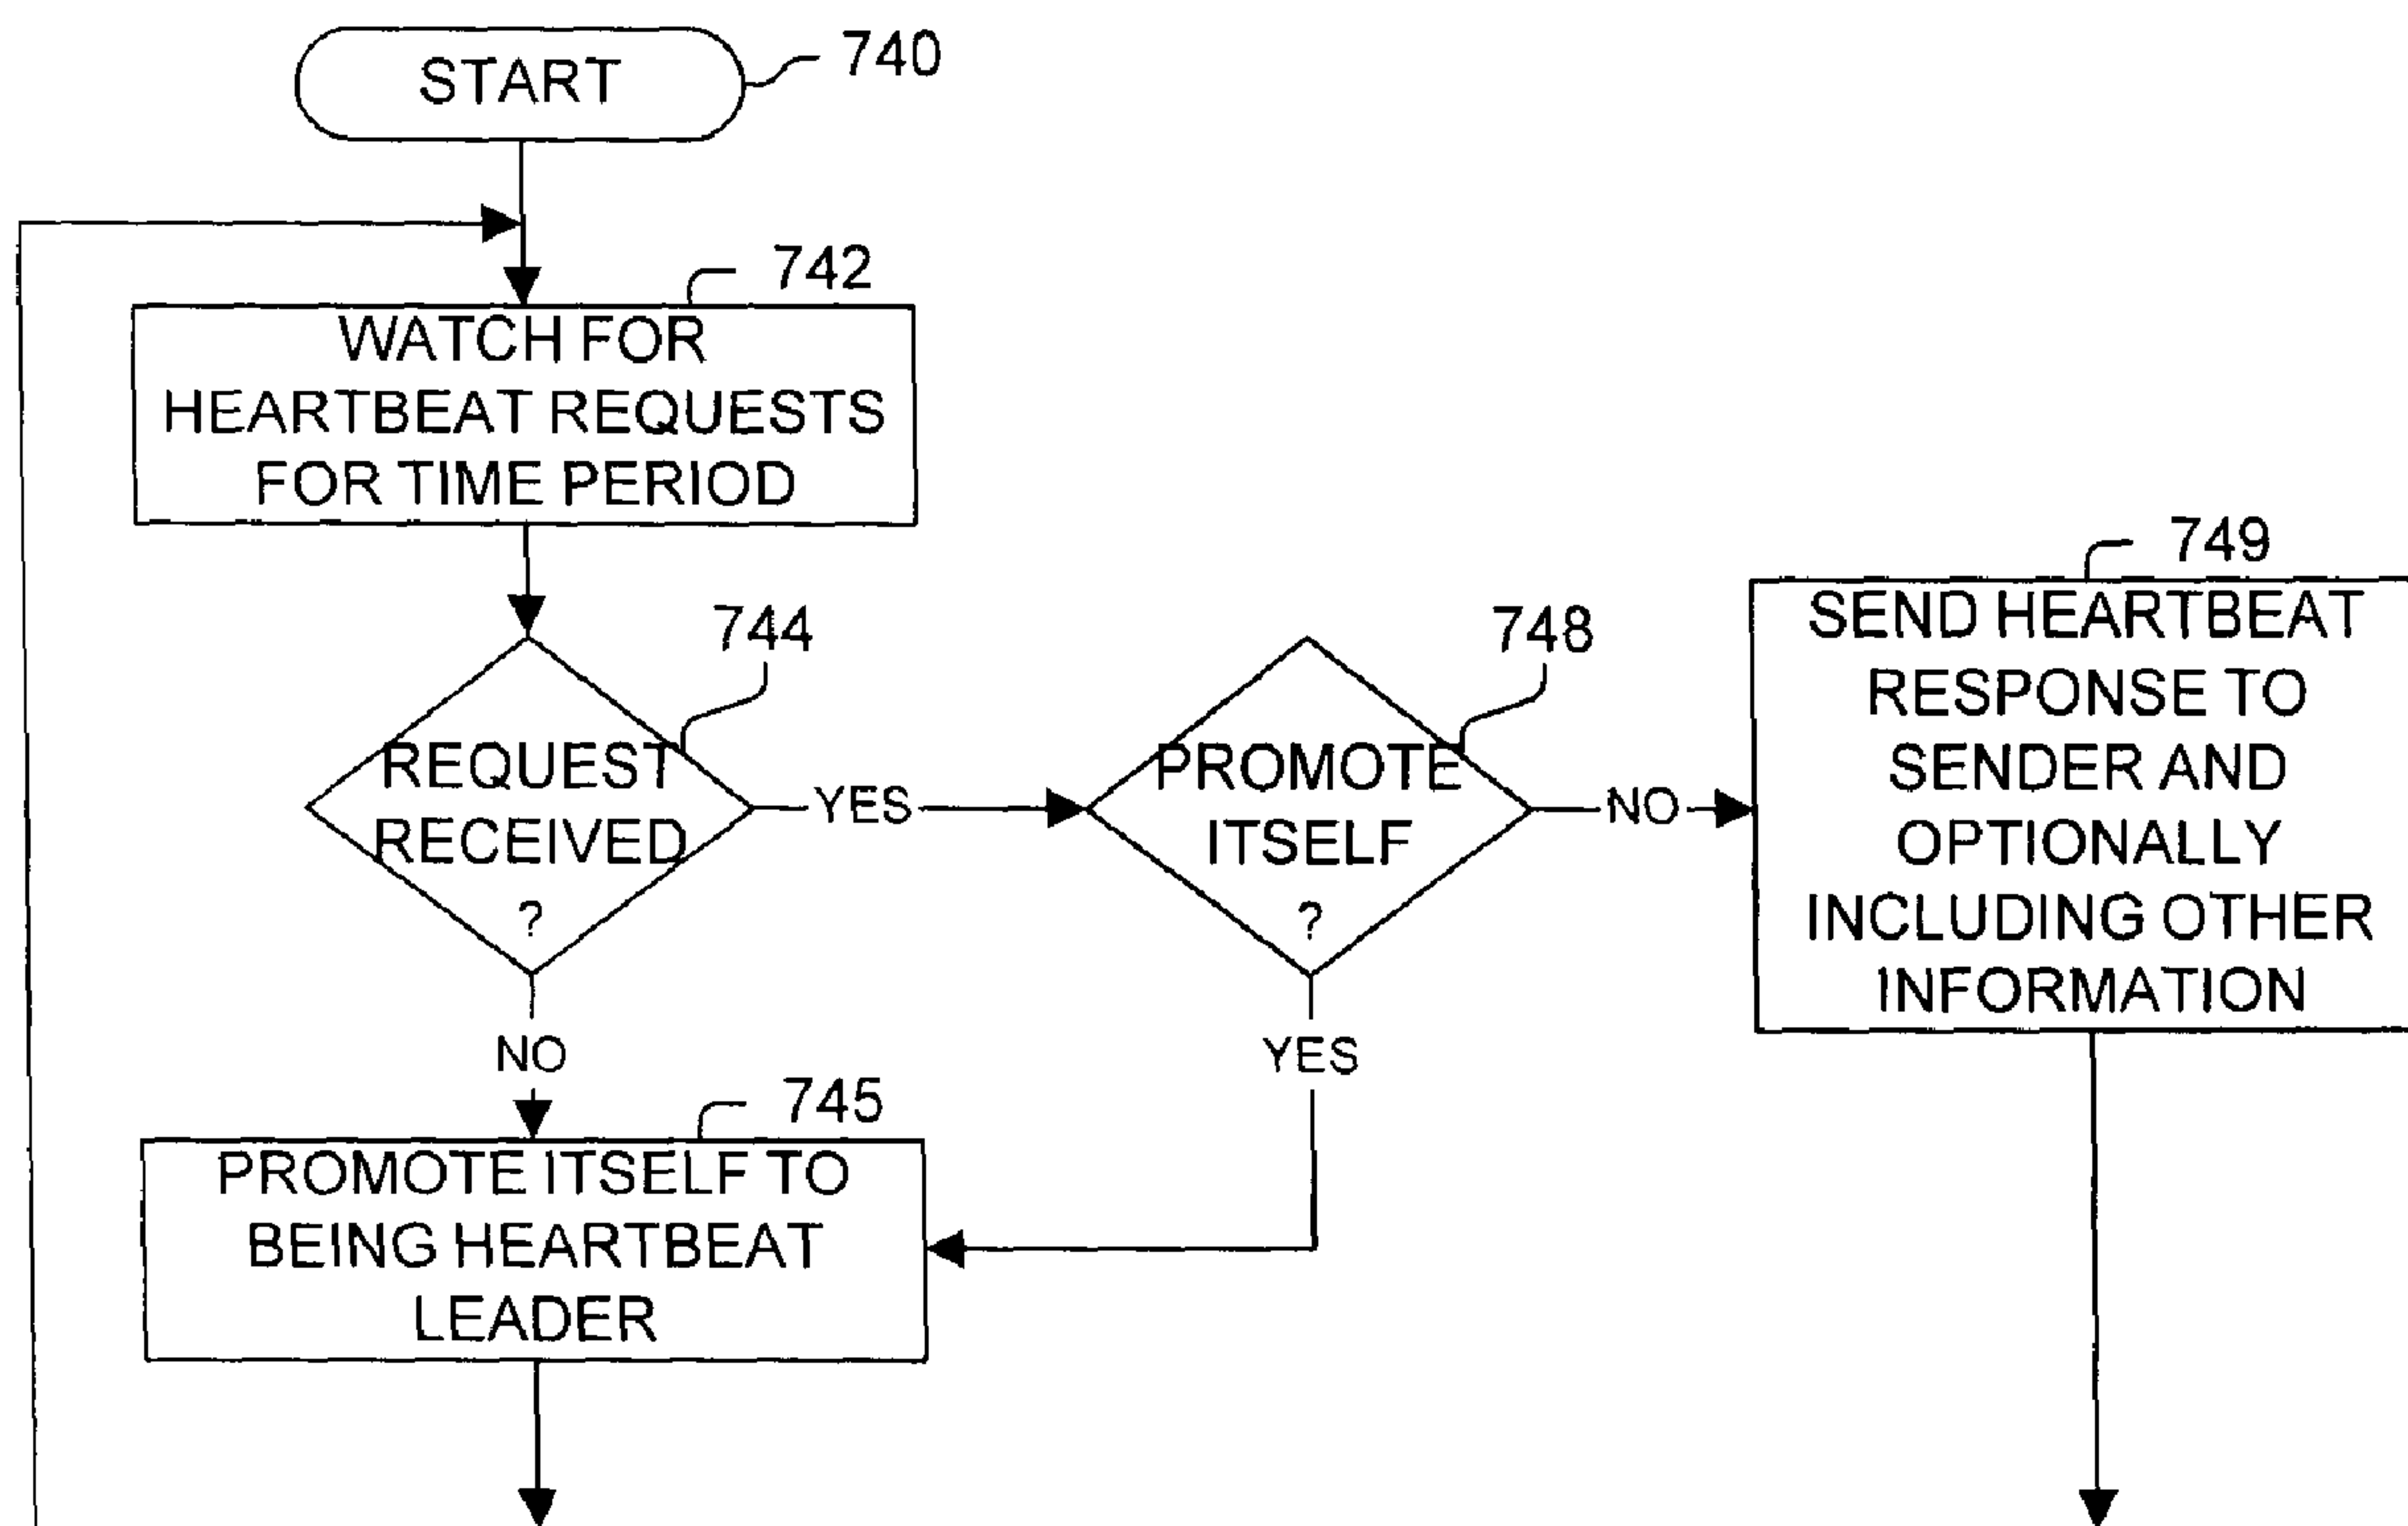 START
740
742
WATCH FOR
HEARTBEAT REQUESTS
FOR TIME PERIOD
744
REQUEST
RECEIVED
?
YES
NO
748
PROMOTE
ITSELF
?
NO
YES
749
SEND HEARTBEAT
RESPONSE TO
SENDER AND
OPTIONALLY
INCLUDING OTHER
INFORMATION
745
PROMOTE ITSELF TO
BEING HEARTBEAT
LEADER